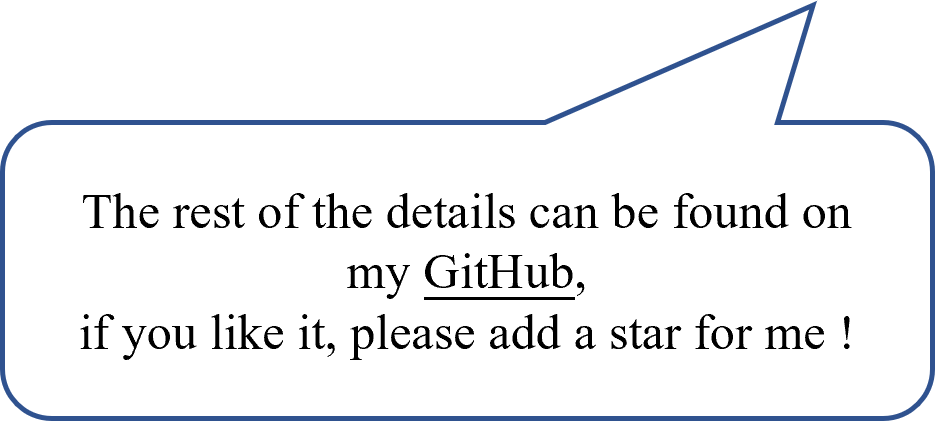 The rest of the details can be found on
my GitHub,
if you like it, please add a star for me !